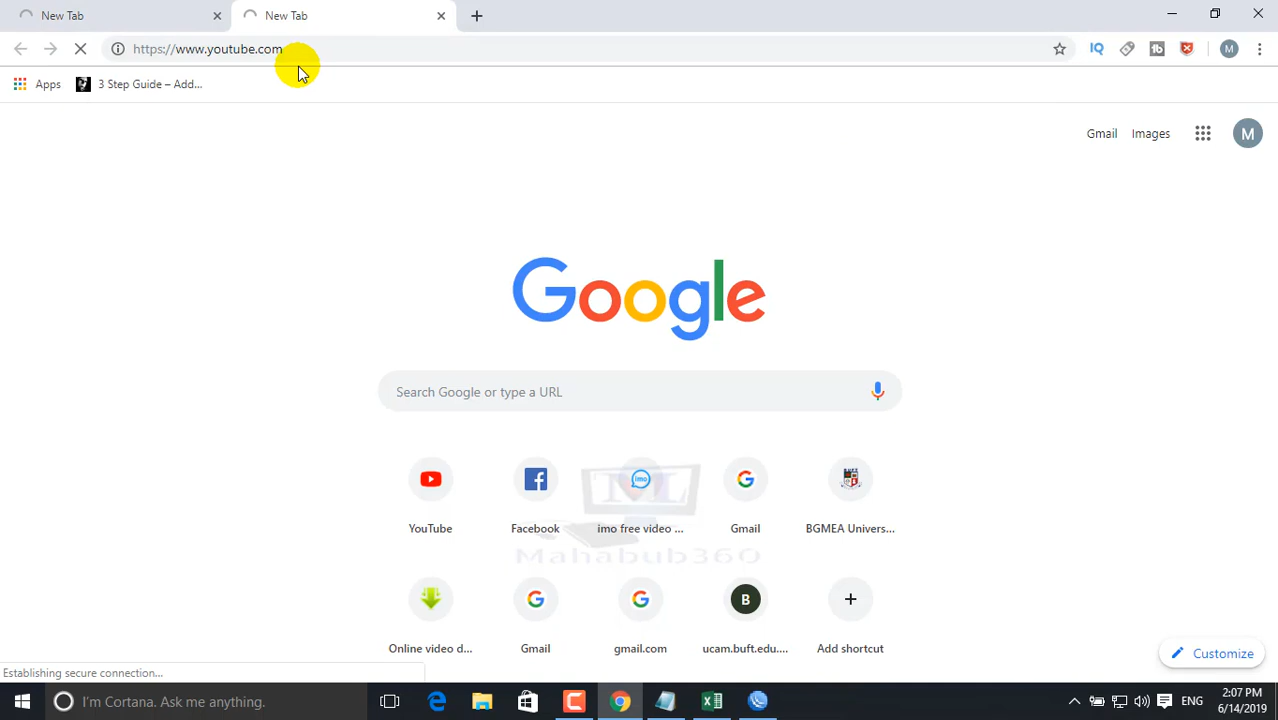 New Tab
New Tab
https://www.youtube.com
Apps
3 Step Guide – Add...
Gmail
Images
M
Google
Search Google or type a URL
YouTube
Facebook
imo free video ...
Gmail
BGMEA Univers...
Mahabub360
Online video d...
Gmail
gmail.com
ucam.buft.edu....
Add shortcut
Customize
Establishing secure connection...
I'm Cortana. Ask me anything.
ENG
2:07 PM
6/14/2019